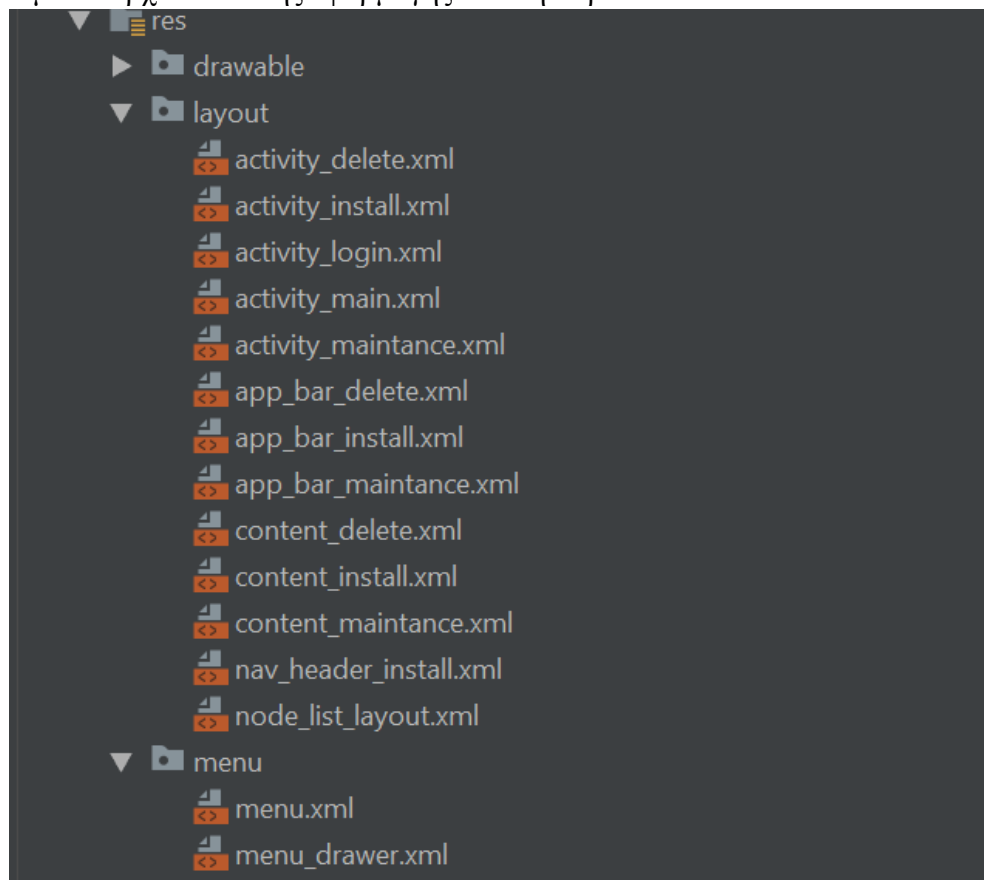 res
drawable
layout
activity_delete.xml
activity_install.xml
activity_login.xml
activity_main.xml
activity_maintance.xml
app_bar_delete.xml
app_bar_install.xml
app_bar_maintance.xml
content_delete.xml
content_install.xml
content_maintance.xml
nav_header_install.xml
node_list_layout.xml
menu
menu.xml
menu_drawer.xml